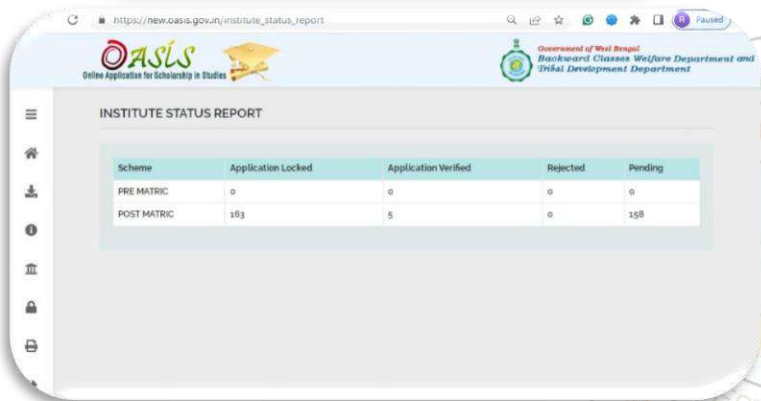 https://new.oasis.gov.in/institute_status_report
R Paused
OASIS
Online Application for Scholarship in Studies
Government of West Bengal
Backward Classes Welfare Department and
Tribal Development Department
INSTITUTE STATUS REPORT
Scheme Application Locked Application Verified Rejected Pending
PRE MATRIC 0 0 0 0
POST MATRIC 163 5 0 158